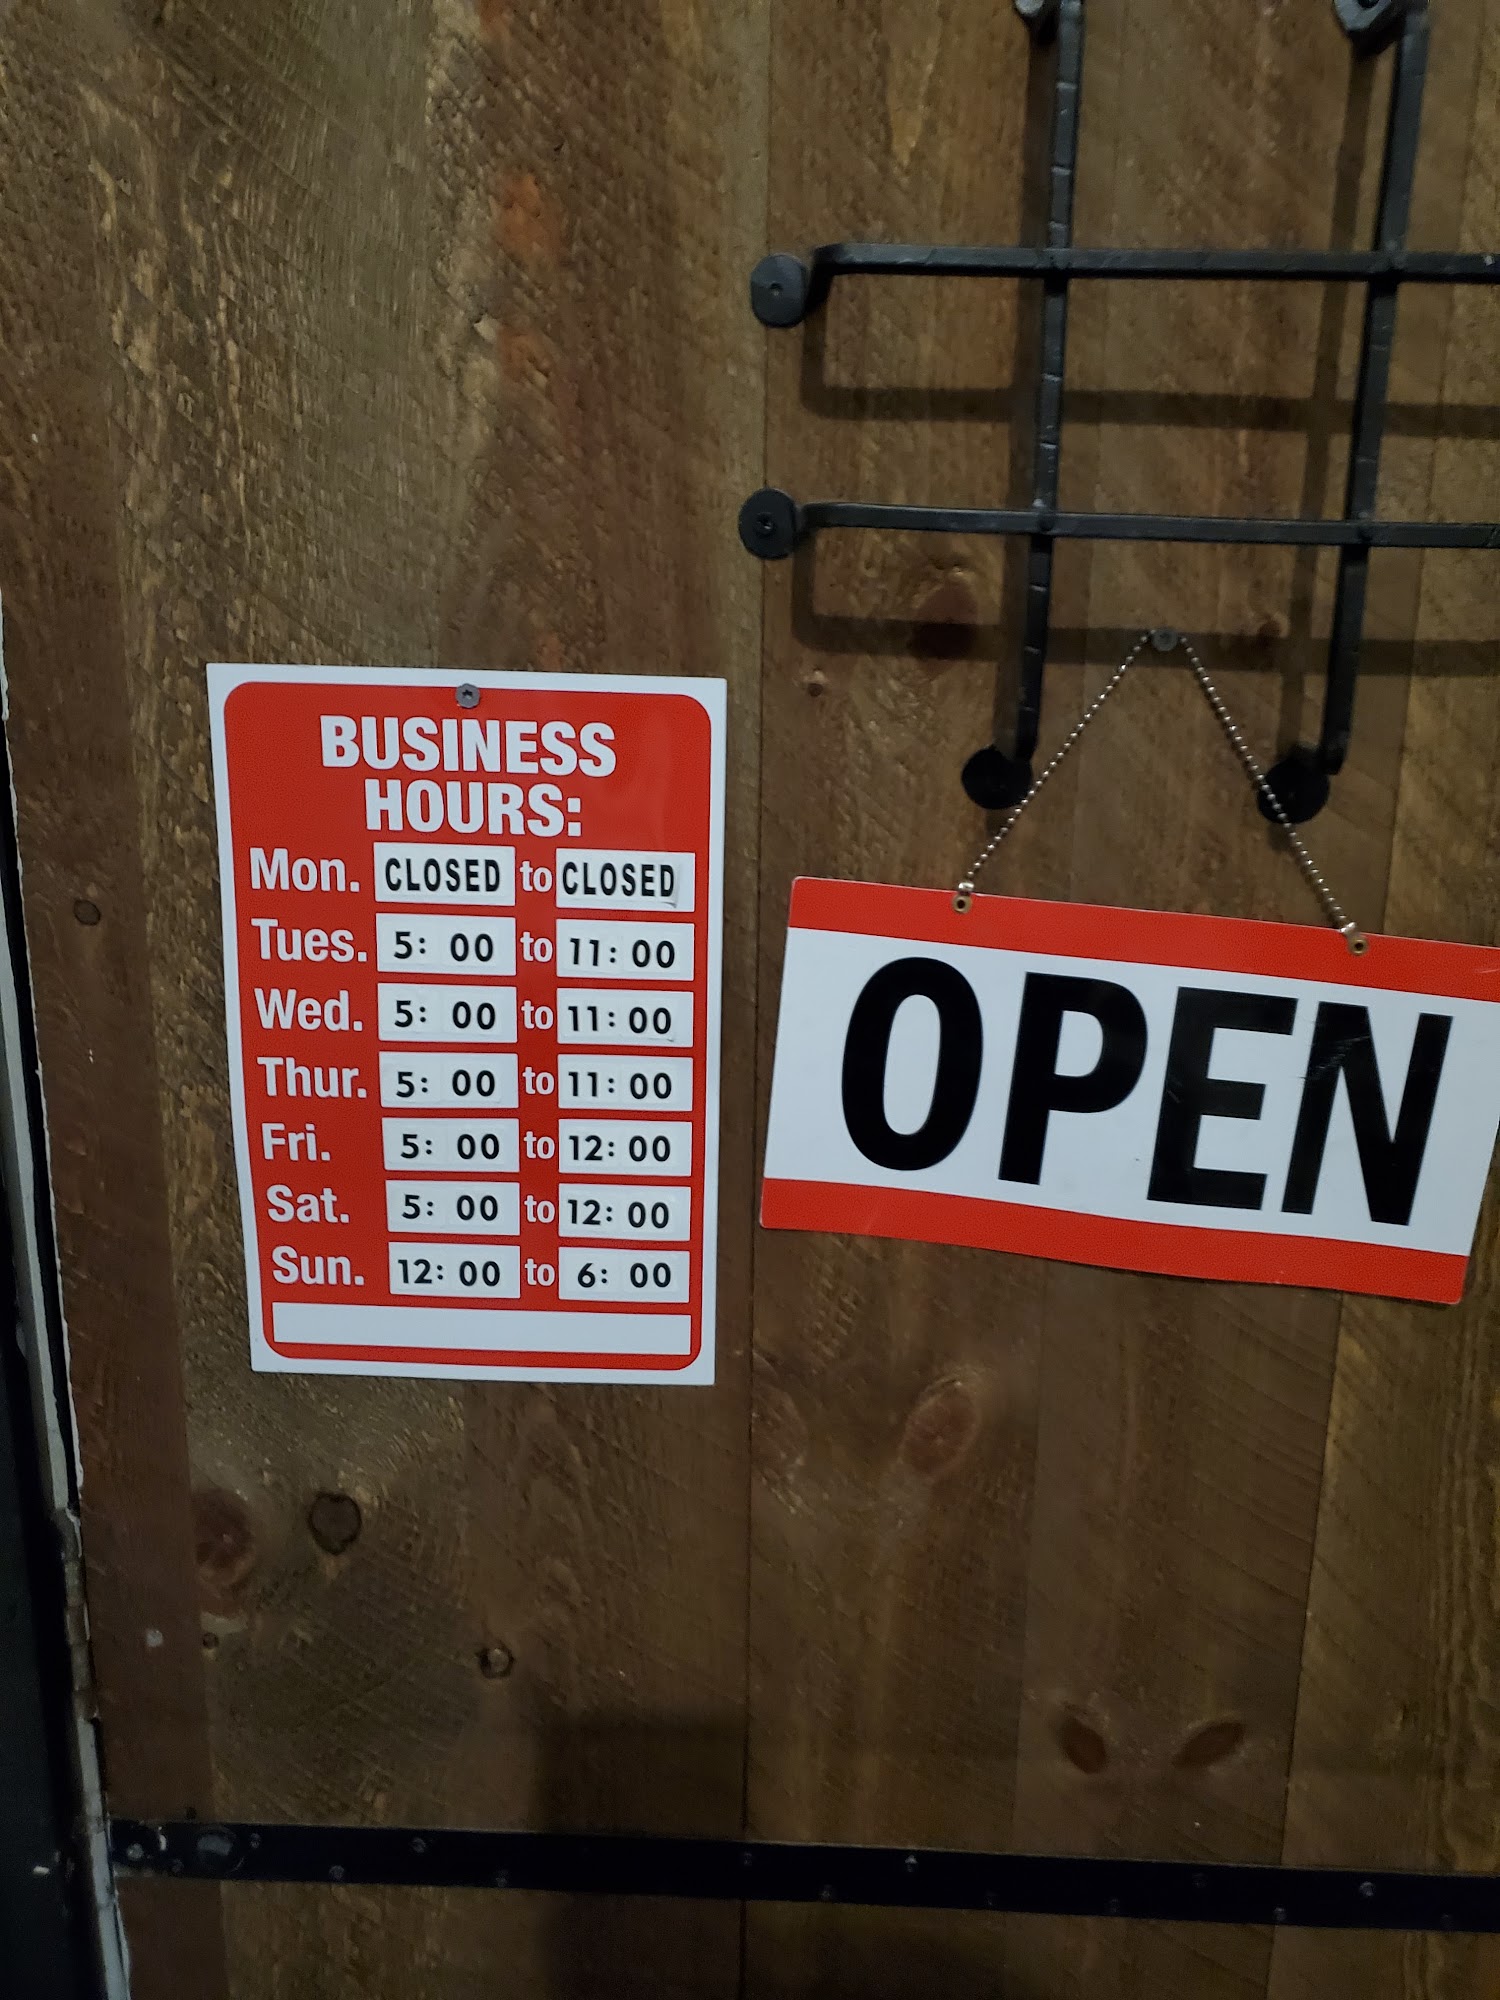 BUSINESS
HOURS:
Mon. CLOSED to CLOSED
Tues. 5: 00 to 11: 00
Wed. 5: 00 to 11: 00
Thur. 5: 00 to 11: 00
Fri. 5: 00 to 12: 00
Sat. 5: 00 to 12: 00
Sun. 12: 00 to 6: 00
OPEN